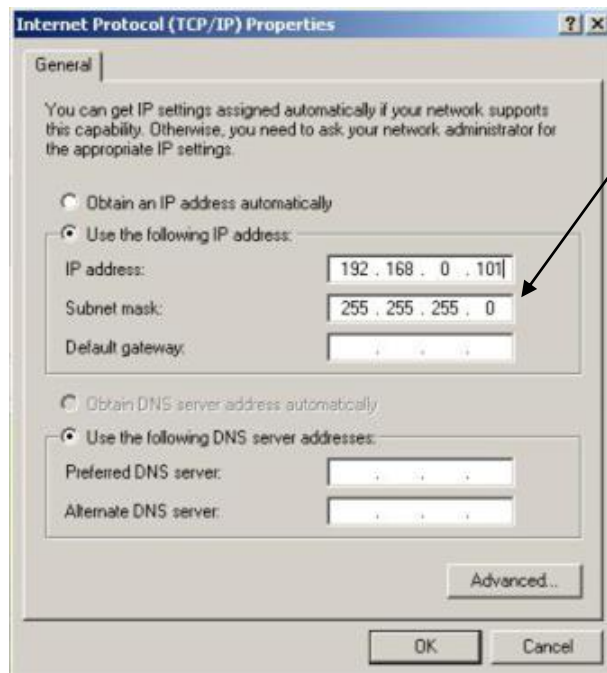 Internet Protocol (TCP/IP) Properties
General
You can get IP settings assigned automatically if your network supports
this capability. Otherwise, you need to ask your network administrator for
the appropriate IP settings.
Obtain an IP address automatically
Use the following IP address:
IP address: 192 . 168 . 0 . 101
Subnet mask: 255 . 255 . 255 . 0
Default gateway: . . .
Obtain DNS server address automatically
Use the following DNS server addresses:
Preferred DNS server: . . .
Alternate DNS server: . . .
Advanced...
OK Cancel